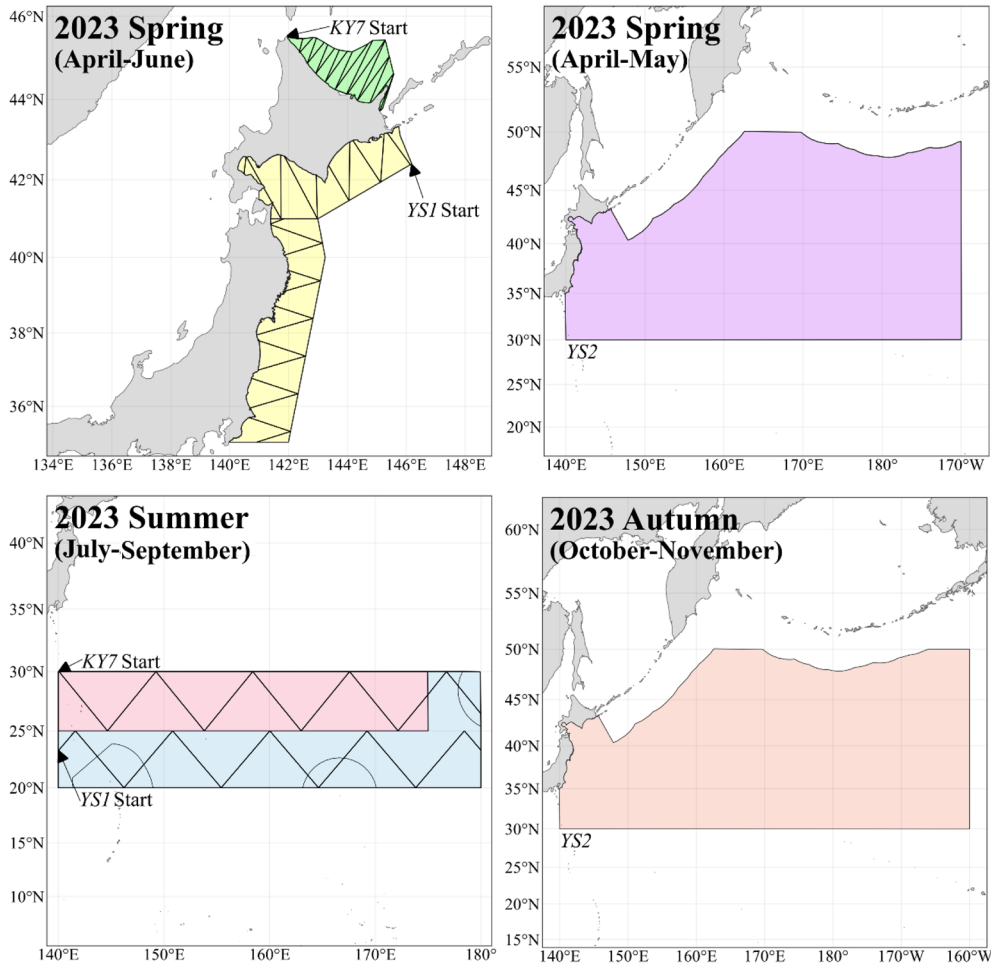 2023 Spring
(April-June)
KY7 Start
YS1 Start
46°N
44°N
42°N
40°N
38°N
36°N
134°E 136°E 138°E 140°E 142°E 144°E 146°E 148°E
2023 Spring
(April-May)
YS2
55°N
50°N
45°N
40°N
35°N
30°N
25°N
20°N
140°E 150°E 160°E 170°E 180° 170°W
2023 Summer
(July-September)
KY7 Start
YS1 Start
40°N
35°N
30°N
25°N
20°N
15°N
10°N
140°E 150°E 160°E 170°E 180°
2023 Autumn
(October-November)
YS2
60°N
55°N
50°N
45°N
40°N
35°N
30°N
25°N
20°N
15°N
140°E 150°E 160°E 170°E 180° 170°W 160°W